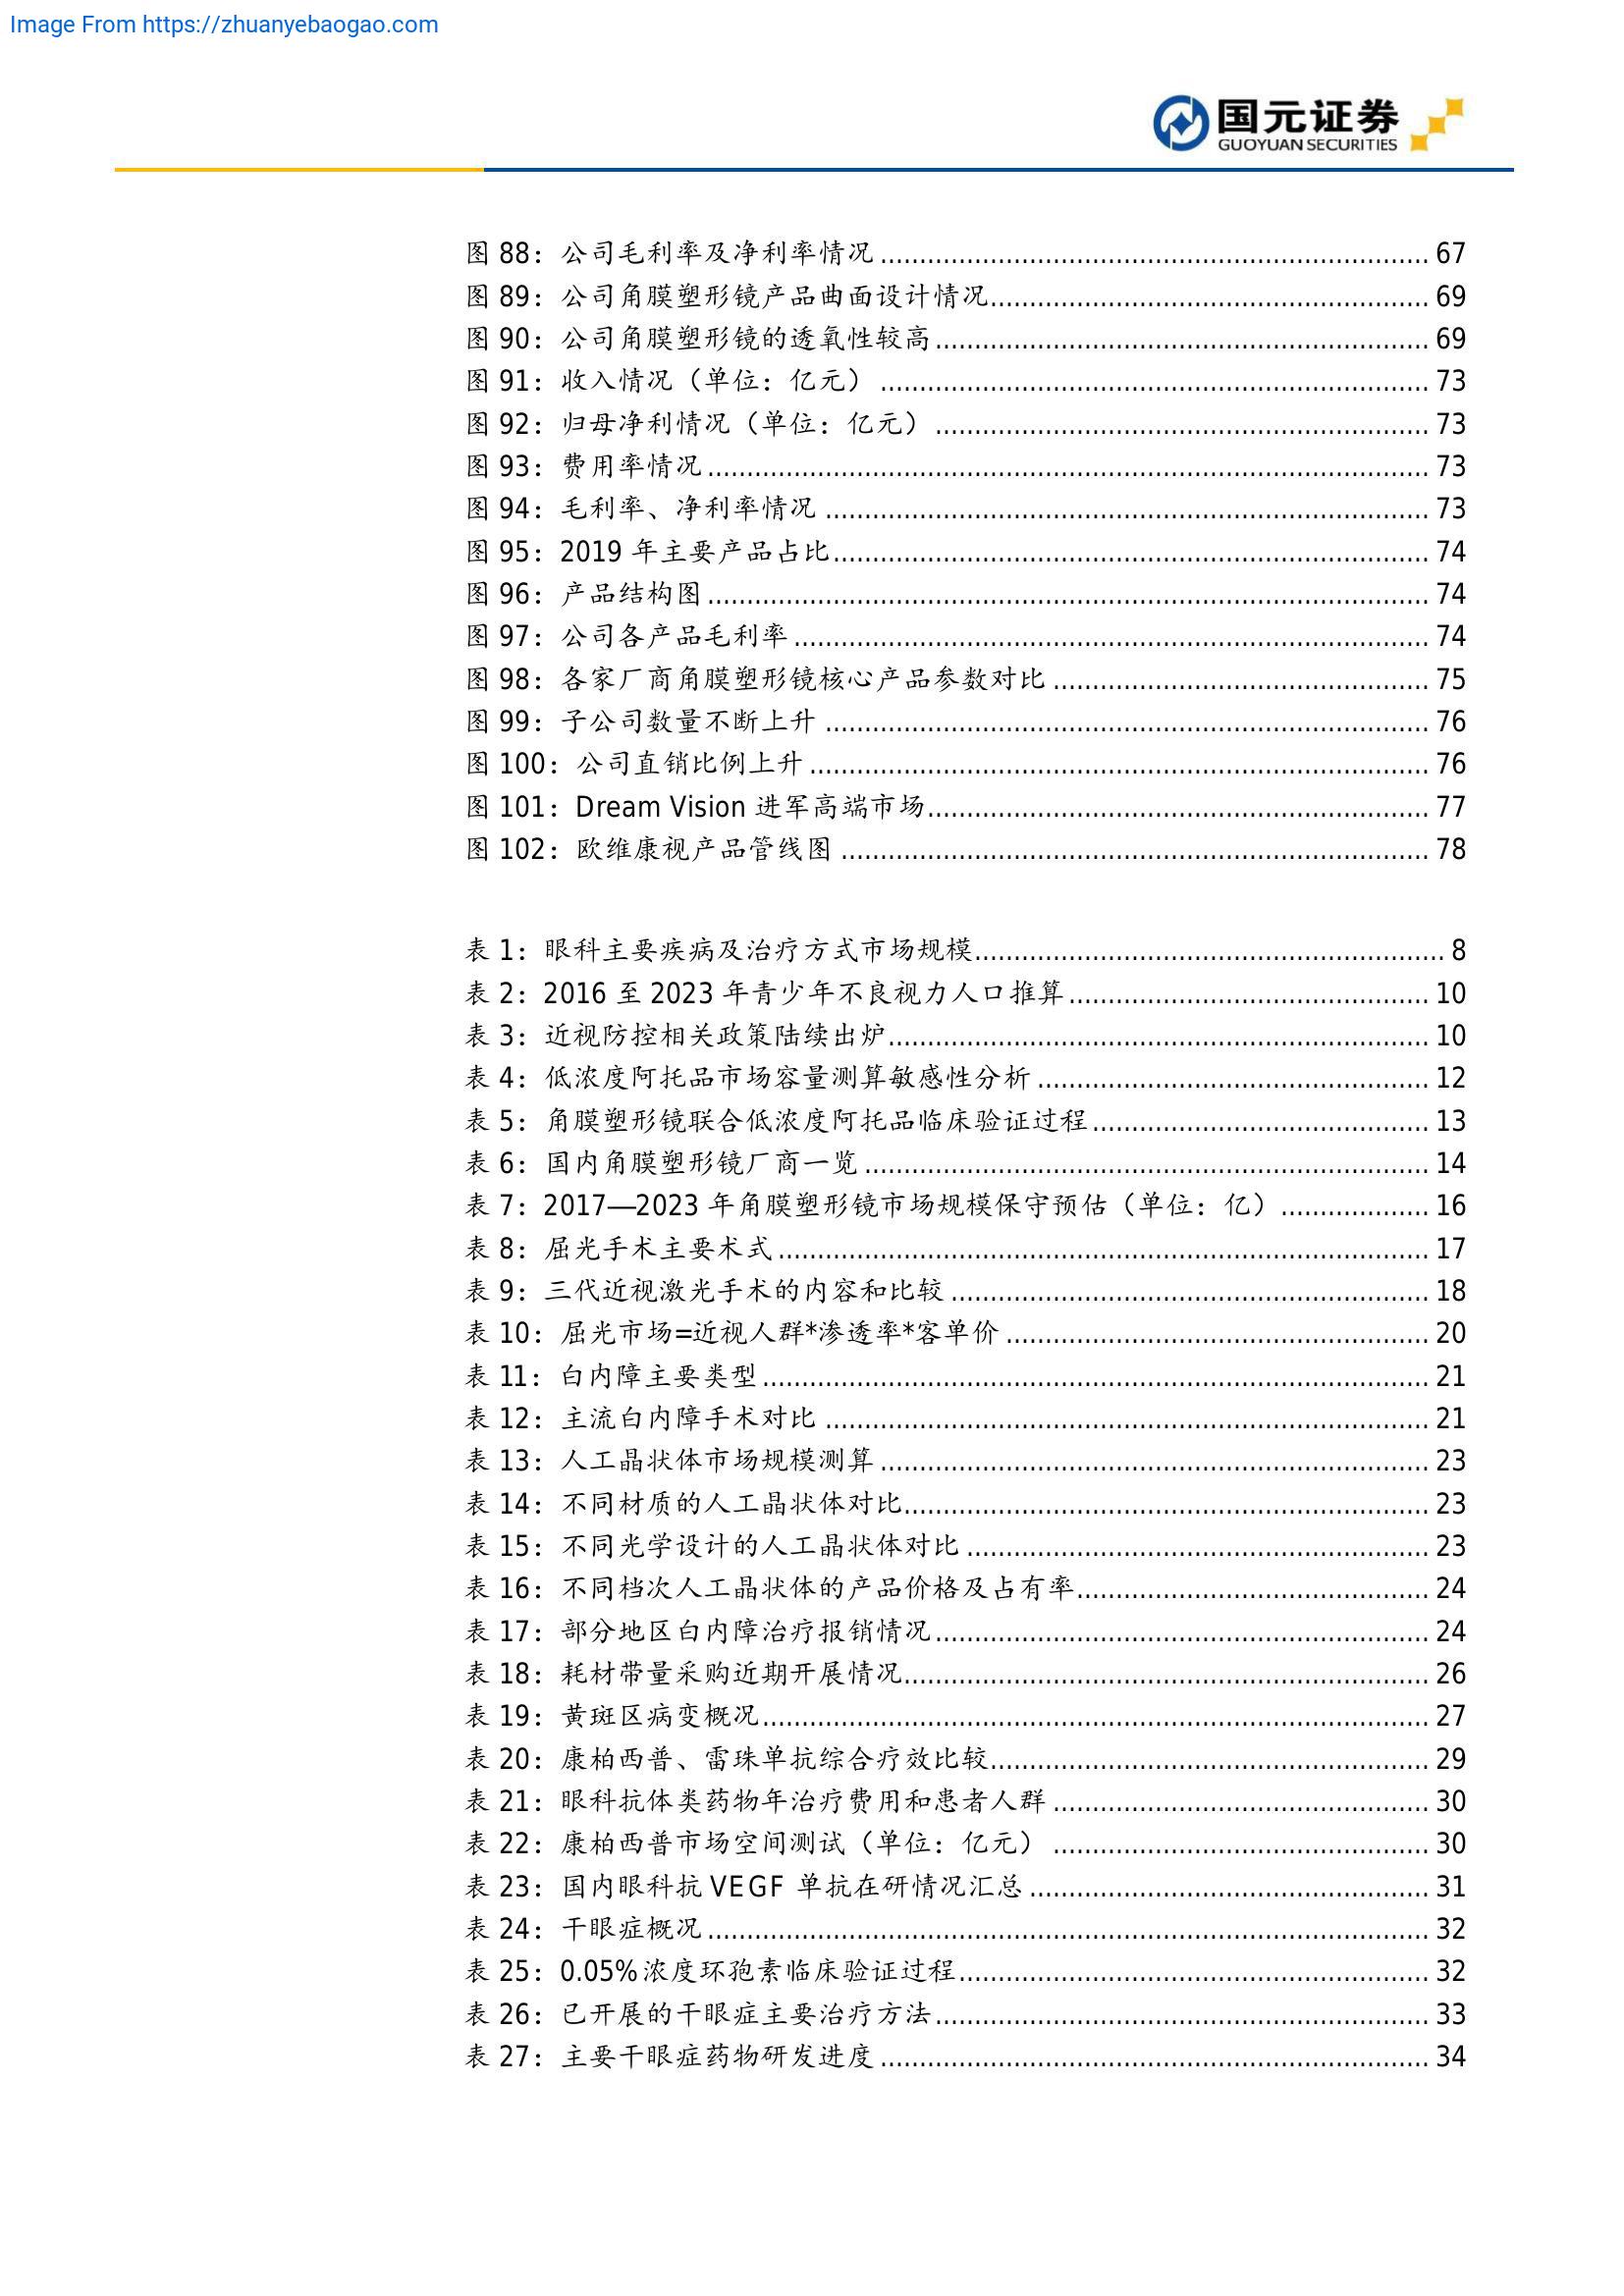 Image From https://zhuanyebaogao.com
国元证券
GUOYUAN SECURITIES
图 88：公司毛利率及净利率情况 67
图 89：公司角膜塑形镜产品曲面设计情况 69
图 90：公司角膜塑形镜的透氧性较高 69
图 91：收入情况（单位：亿元） 73
图 92：归母净利情况（单位：亿元） 73
图 93：费用率情况 73
图 94：毛利率、净利率情况 73
图 95：2019 年主要产品占比 74
图 96：产品结构图 74
图 97：公司各产品毛利率 74
图 98：各家厂商角膜塑形镜核心产品参数对比 75
图 99：子公司数量不断上升 76
图 100：公司直销比例上升 76
图 101：Dream Vision 进军高端市场 77
图 102：欧维康视产品管线图 78
表 1：眼科主要疾病及治疗方式市场规模 8
表 2：2016 至 2023 年青少年不良视力人口推算 10
表 3：近视防控相关政策陆续出炉 10
表 4：低浓度阿托品市场容量测算敏感性分析 12
表 5：角膜塑形镜联合低浓度阿托品临床验证过程 13
表 6：国内角膜塑形镜厂商一览 14
表 7：2017—2023 年角膜塑形镜市场规模保守预估（单位：亿） 16
表 8：屈光手术主要术式 17
表 9：三代近视激光手术的内容和比较 18
表 10：屈光市场=近视人群*渗透率*客单价 20
表 11：白内障主要类型 21
表 12：主流白内障手术对比 21
表 13：人工晶状体市场规模测算 23
表 14：不同材质的人工晶状体对比 23
表 15：不同光学设计的人工晶状体对比 23
表 16：不同档次人工晶状体的产品价格及占有率 24
表 17：部分地区白内障治疗报销情况 24
表 18：耗材带量采购近期开展情况 26
表 19：黄斑区病变概况 27
表 20：康柏西普、雷珠单抗综合疗效比较 29
表 21：眼科抗体类药物年治疗费用和患者人群 30
表 22：康柏西普市场空间测试（单位：亿元） 30
表 23：国内眼科抗 VEGF 单抗在研情况汇总 31
表 24：干眼症概况 32
表 25：0.05%浓度环孢素临床验证过程 32
表 26：已开展的干眼症主要治疗方法 33
表 27：主要干眼症药物研发进度 34